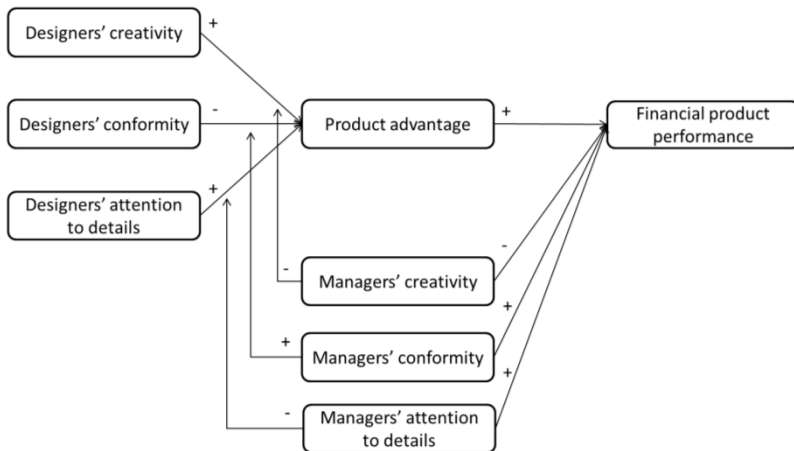 +
Designers’ creativity
-
+
Designers’ conformity
Product advantage
Financial product
performance
+
Designers’ attention
to details
-
-
Managers’ creativity
+
+
Managers’ conformity
+
-
Managers’ attention
to details